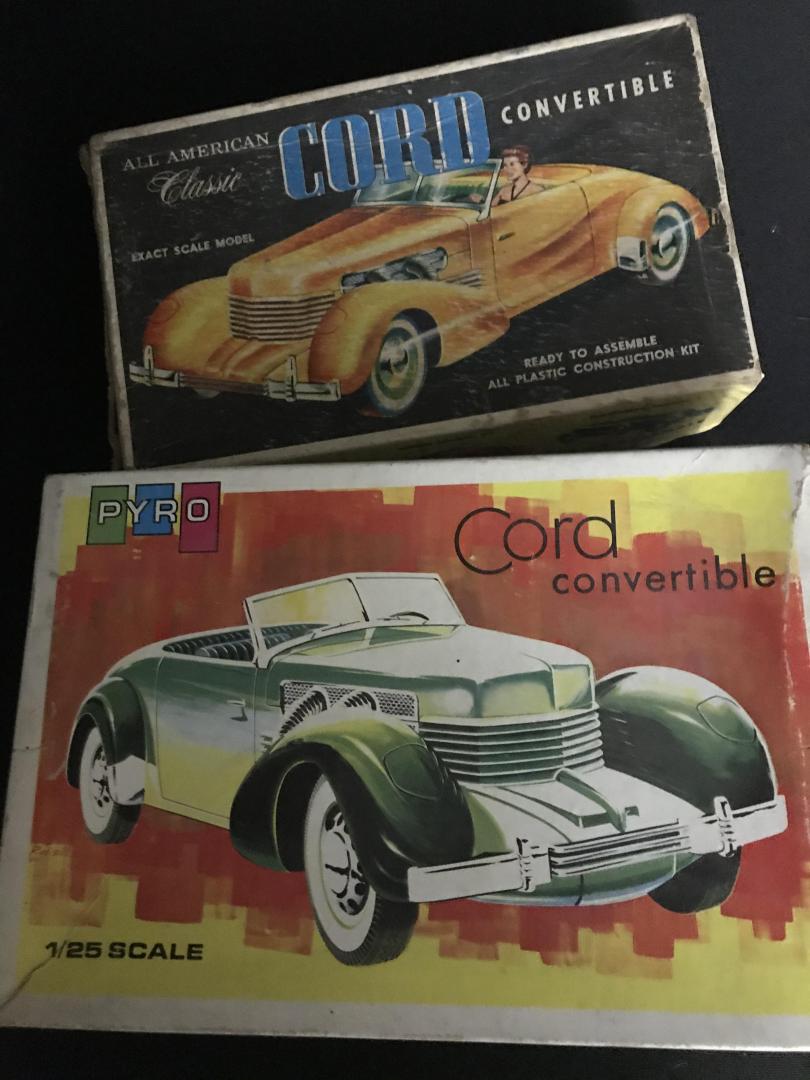 ALL AMERICAN
Classic
CORD
CONVERTIBLE
EXACT SCALE MODEL
READY TO ASSEMBLE
ALL PLASTIC CONSTRUCTION KIT
PYRO
Cord
convertible
1/25 SCALE